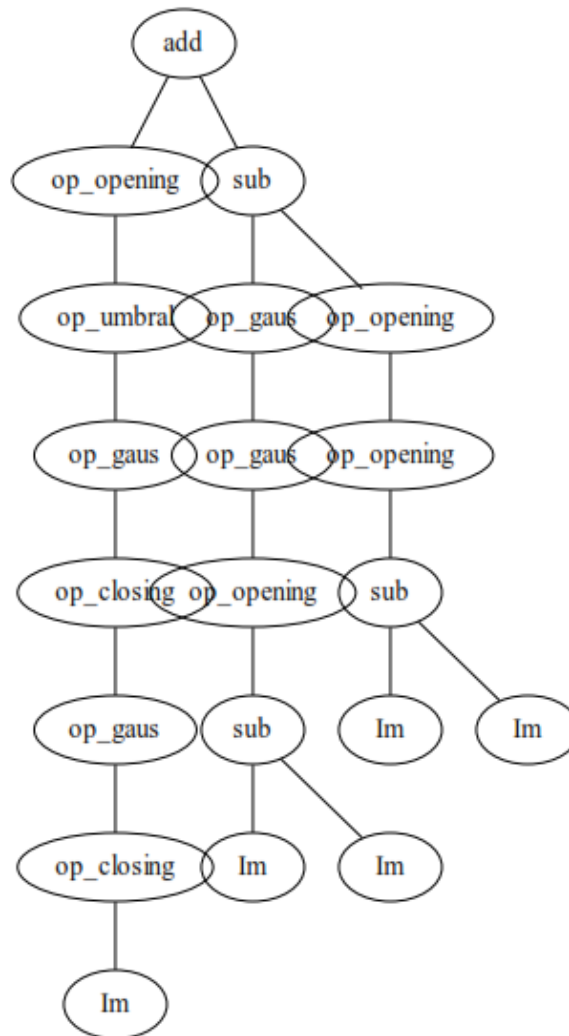 add
op_opening sub
op_umbral op_gaus op_opening
op_gaus op_gaus op_opening
op_closing op_opening sub
op_gaus sub Im Im
op_closing Im Im
Im